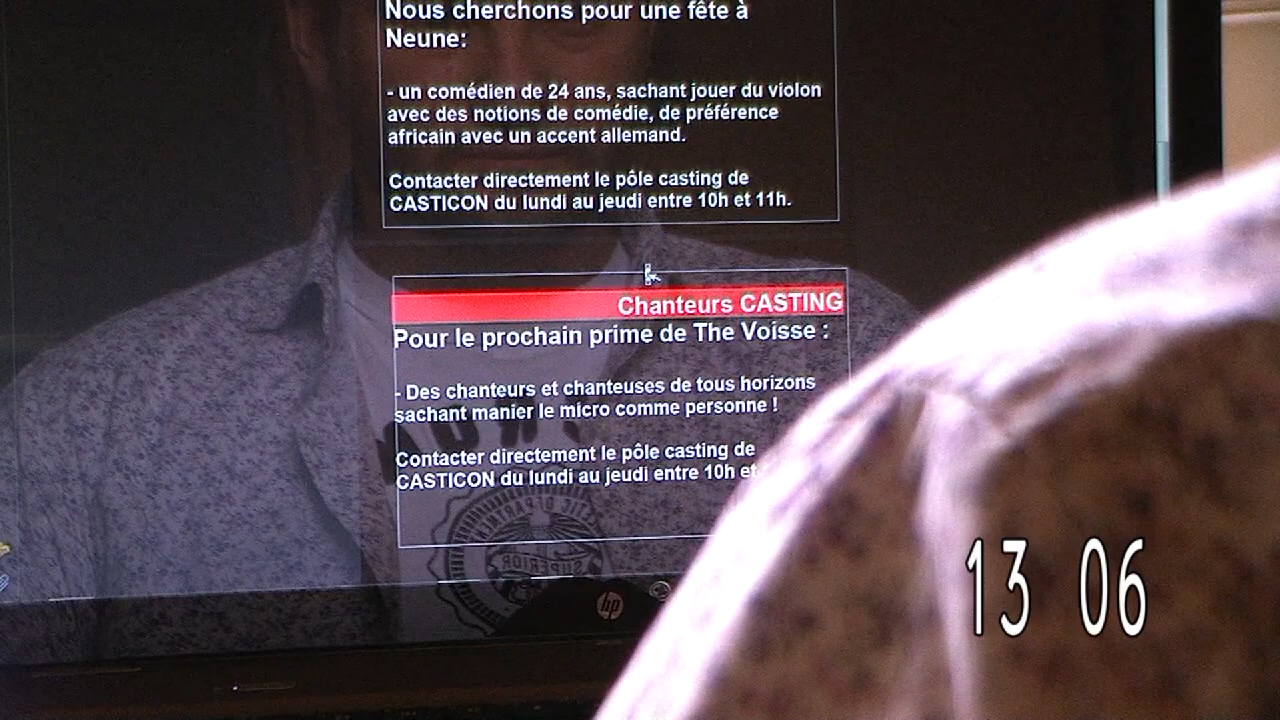 Nous cherchons pour une fête à
Neune:
- un comédien de 24 ans, sachant jouer du violon
avec des notions de comédie, de préférence
africain avec un accent allemand.
Contacter directement le pôle casting de
CASTICON du lundi au jeudi entre 10h et 11h.
Chanteurs CASTING
Pour le prochain prime de The Voisse :
- Des chanteurs et chanteuses de tous horizons
sachant manier le micro comme personne !
Contacter directement le pôle casting de
CASTICON du lundi au jeudi entre 10h et
SUPERIOR
hp
13 06